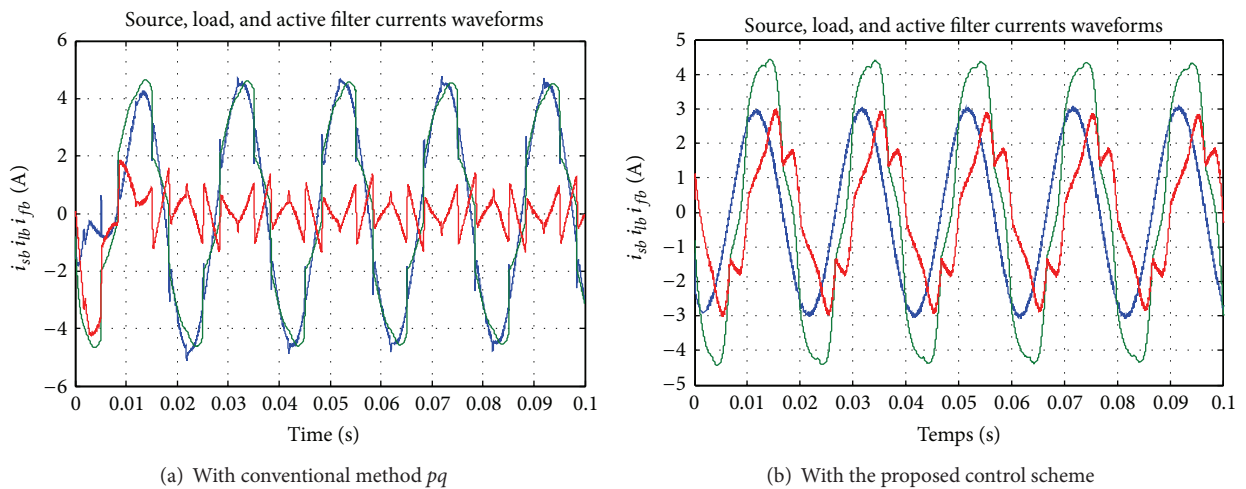 Source, load, and active filter currents waveforms
6
4
2
0
−2
−4
−6
i_sb i_lb i_fb (A)
0 0.01 0.02 0.03 0.04 0.05 0.06 0.07 0.08 0.09 0.1
Time (s)
(a) With conventional method pq
Source, load, and active filter currents waveforms
5
4
3
2
1
0
−1
−2
−3
−4
−5
i_sb i_lb i_fb (A)
0 0.01 0.02 0.03 0.04 0.05 0.06 0.07 0.08 0.09 0.1
Temps (s)
(b) With the proposed control scheme